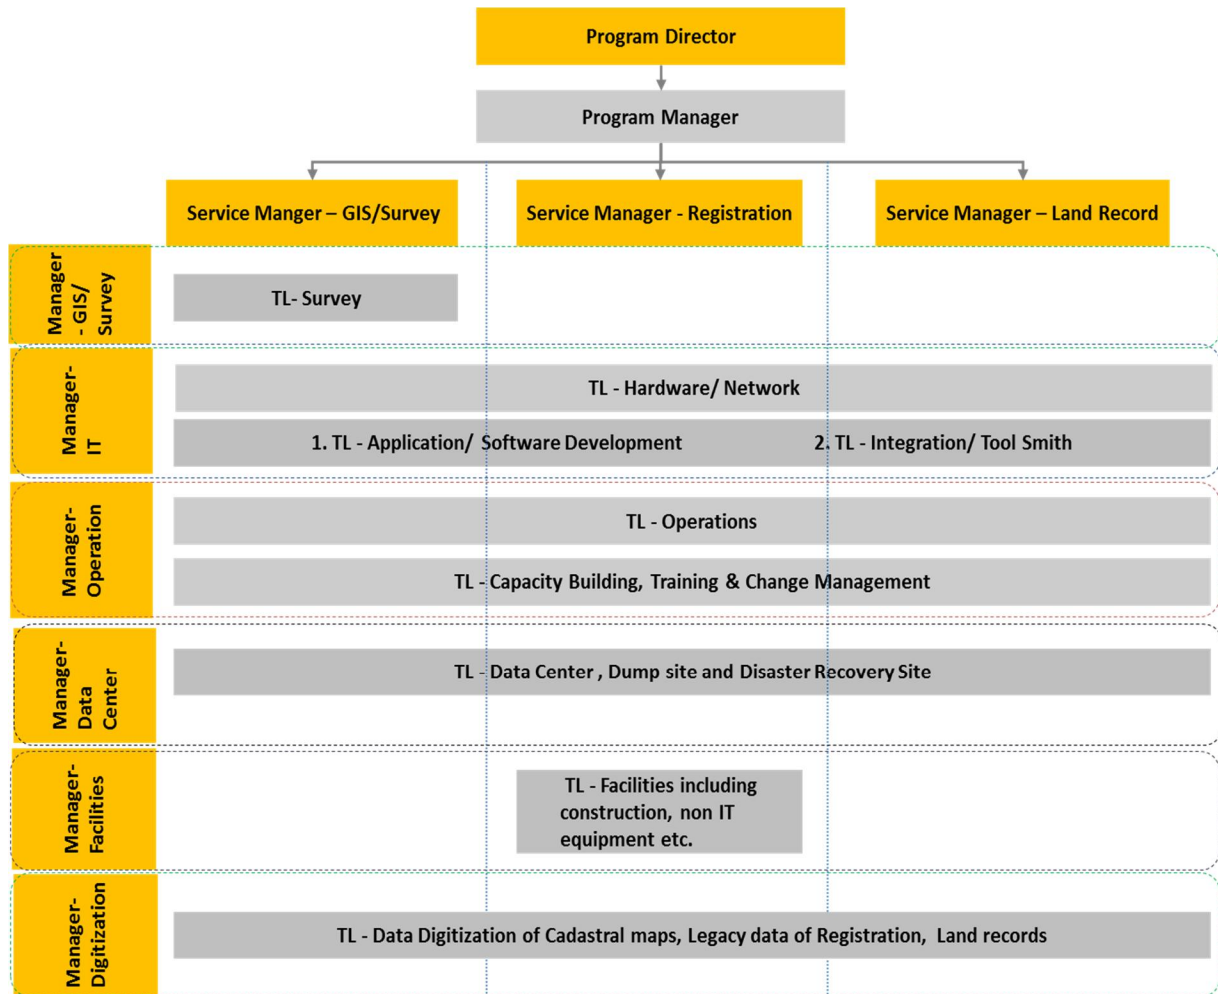 Program Director
Program Manager
Service Manger – GIS/Survey
Service Manager - Registration
Service Manager – Land Record
Manager
- GIS/
Survey
TL- Survey
Manager-
IT
TL - Hardware/ Network
1. TL - Application/ Software Development
2. TL - Integration/ Tool Smith
Manager-
Operation
TL - Operations
TL - Capacity Building, Training & Change Management
Manager-
Data
Center
TL - Data Center , Dump site and Disaster Recovery Site
Manager-
Facilities
TL - Facilities including
construction, non IT
equipment etc.
Manager-
Digitization
TL - Data Digitization of Cadastral maps, Legacy data of Registration, Land records